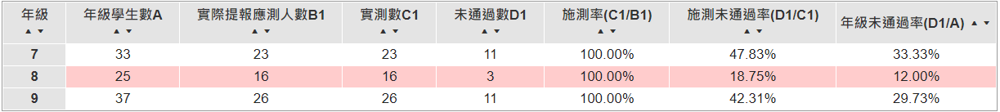 年級 年級學生數A 實際提報應測人數B1 實測數C1 未通過數D1 施測率(C1/B1) 施測未通過率(D1/C1) 年級未通過率(D1/A)
7 33 23 23 11 100.00% 47.83% 33.33%
8 25 16 16 3 100.00% 18.75% 12.00%
9 37 26 26 11 100.00% 42.31% 29.73%